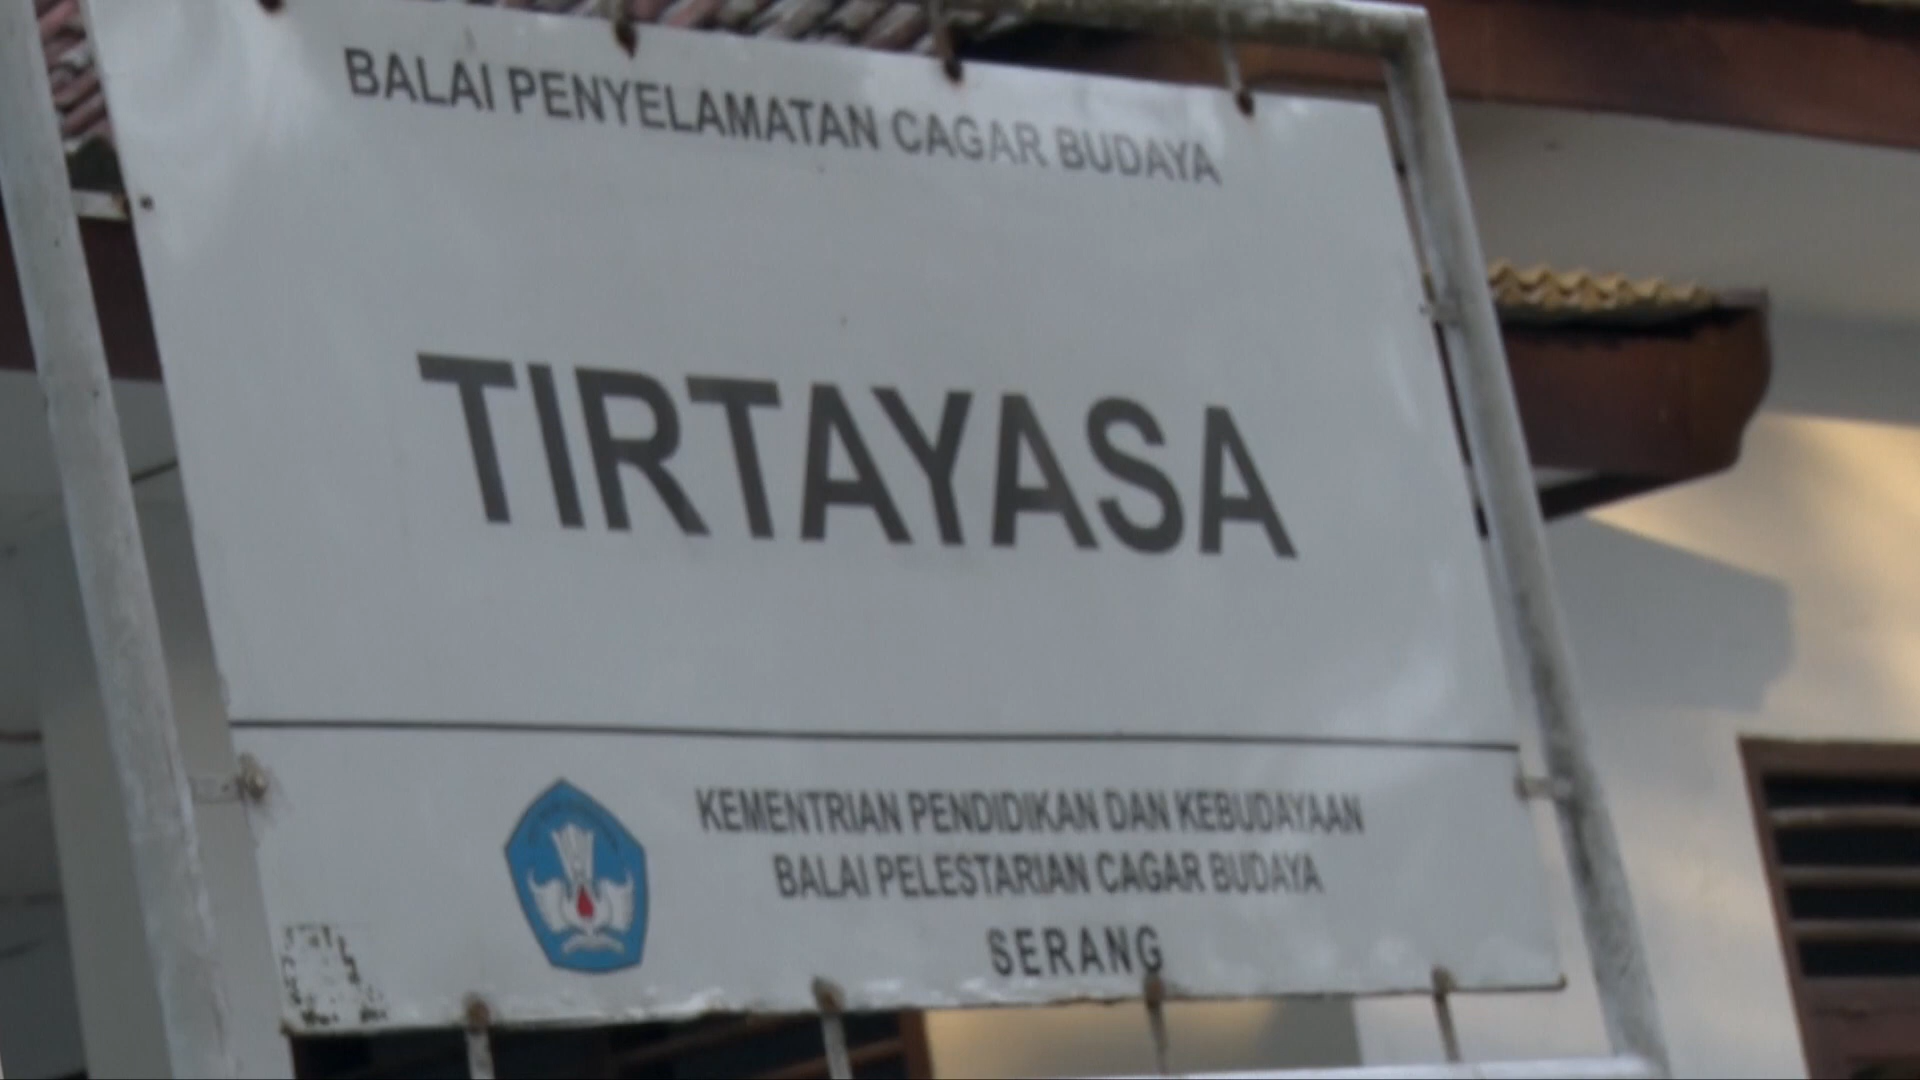 BALAI PENYELAMATAN CAGAR BUDAYA
TIRTAYASA
KEMENTRIAN PENDIDIKAN DAN KEBUDAYAAN
BALAI PELESTARIAN CAGAR BUDAYA
SERANG